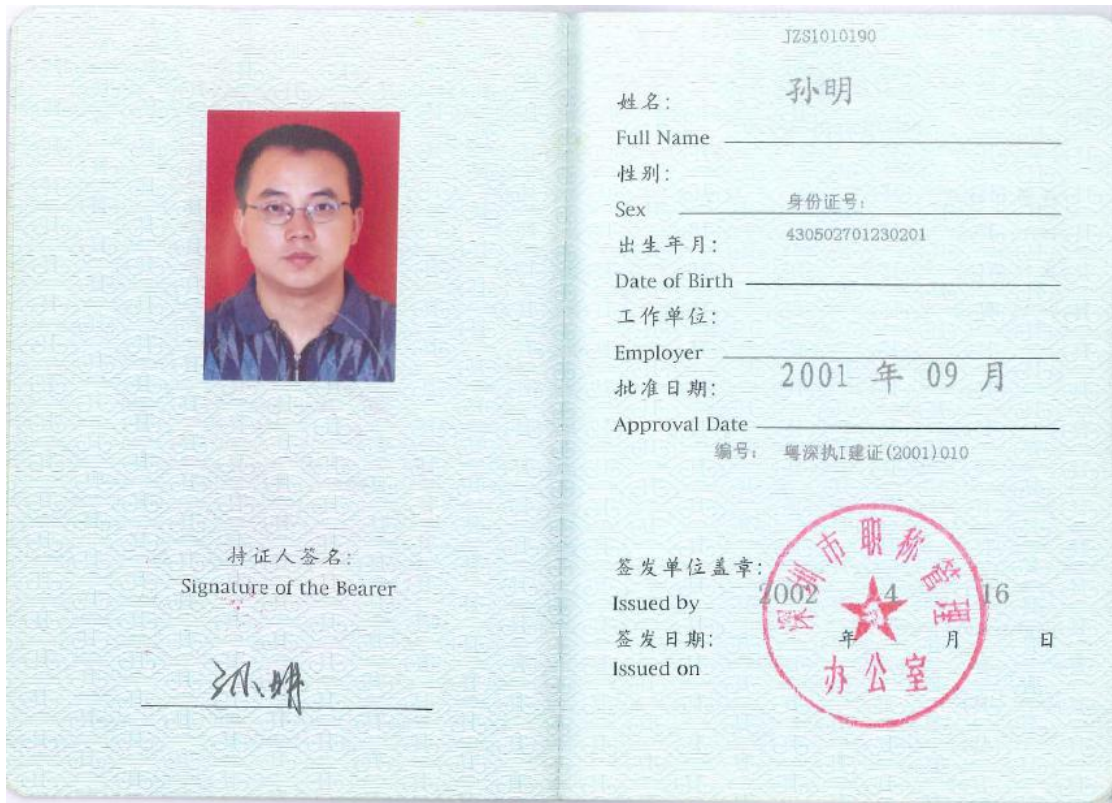 持证人签名:
Signature of the Bearer
孙明
JZS1010190
姓名: 孙明
Full Name
性别:
Sex 身份证号:
出生年月: 430502701230201
Date of Birth
工作单位:
Employer
批准日期: 2001 年 09 月
Approval Date
编号: 粤深执I建证(2001)010
签发单位盖章:
Issued by 2002 4 16
签发日期: 年 月 日
Issued on
深圳市职称管理
办公室